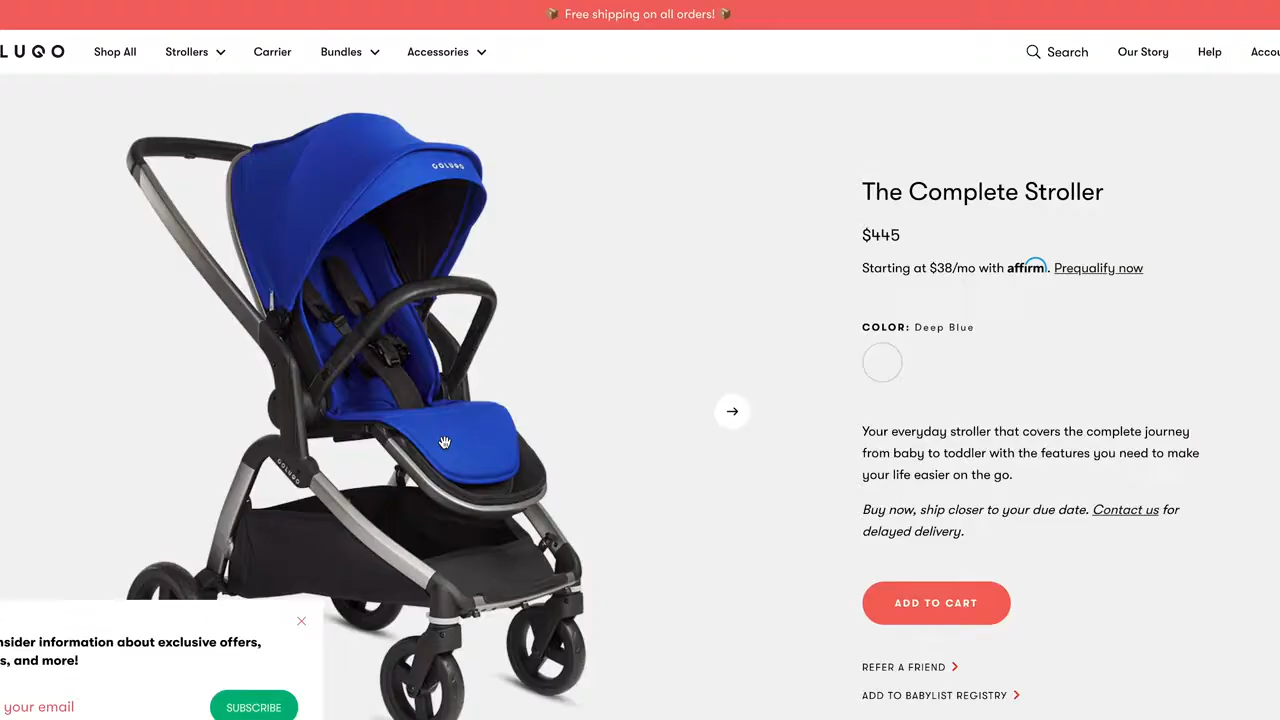 Free shipping on all orders!
LUGO
Shop All
Strollers
Carrier
Bundles
Accessories
Search
Our Story
Help
COLUGO
The Complete Stroller
$445
Starting at $38/mo with affirm. Prequalify now
COLOR: Deep Blue
Your everyday stroller that covers the complete journey
from baby to toddler with the features you need to make
your life easier on the go.
Buy now, ship closer to your due date. Contact us for
delayed delivery.
COLUGO
ADD TO CART
nsider information about exclusive offers,
s, and more!
REFER A FRIEND
ADD TO BABYLIST REGISTRY
your email
SUBSCRIBE